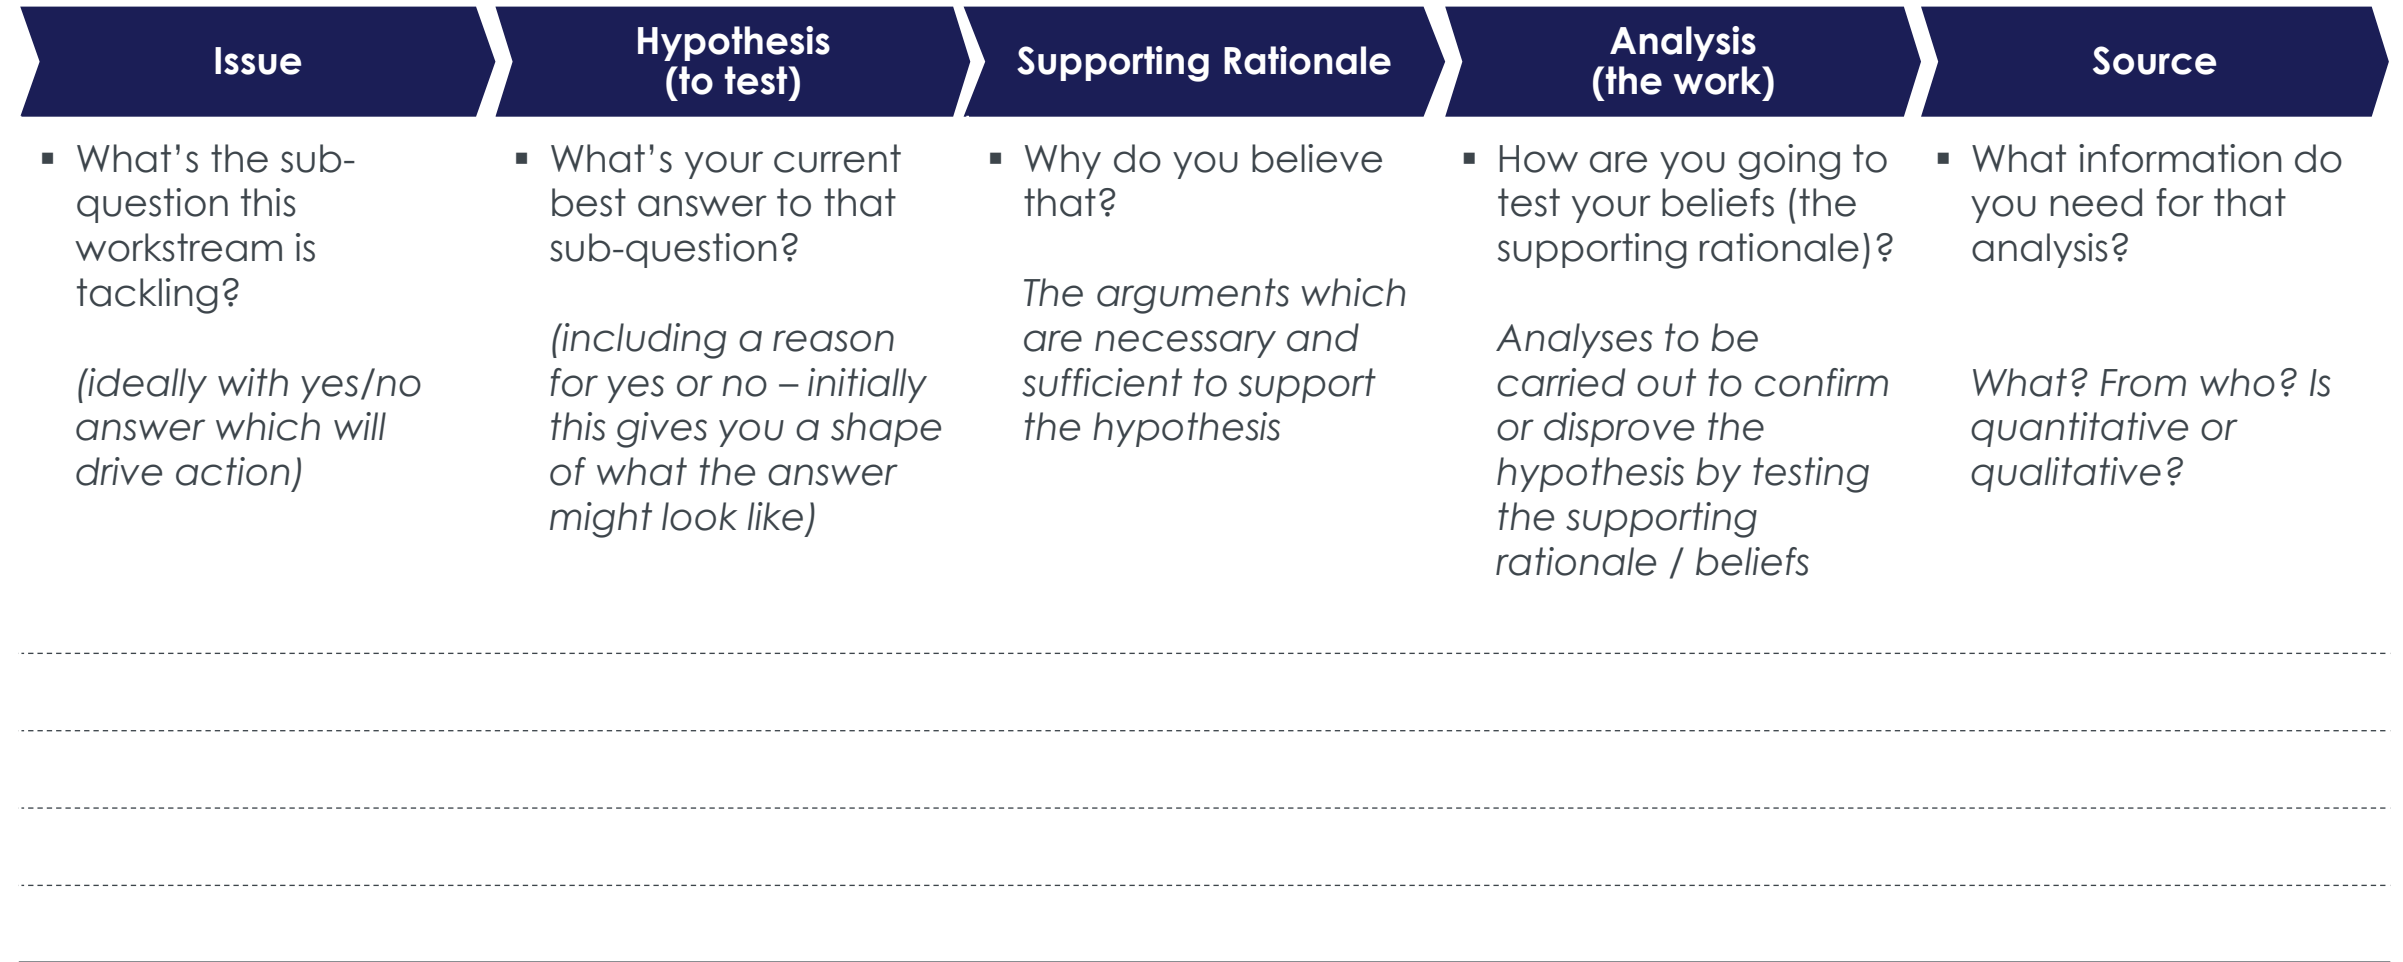 Issue
Hypothesis
(to test)
Supporting Rationale
Analysis
(the work)
Source
▪ What's the sub-
question this
workstream is
tackling?
(ideally with yes/no
answer which will
drive action)
▪ What's your current
best answer to that
sub-question?
(including a reason
for yes or no – initially
this gives you a shape
of what the answer
might look like)
▪ Why do you believe
that?
The arguments which
are necessary and
sufficient to support
the hypothesis
▪ How are you going to
test your beliefs (the
supporting rationale)?
Analyses to be
carried out to confirm
or disprove the
hypothesis by testing
the supporting
rationale / beliefs
▪ What information do
you need for that
analysis?
What? From who? Is
quantitative or
qualitative?